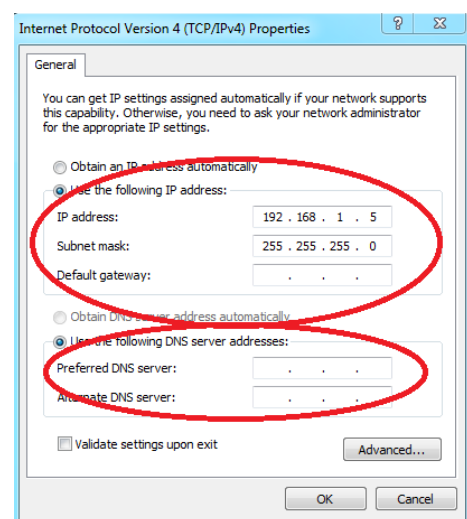 Internet Protocol Version 4 (TCP/IPv4) Properties
General
You can get IP settings assigned automatically if your network supports
this capability. Otherwise, you need to ask your network administrator
for the appropriate IP settings.
Obtain an IP address automatically
Use the following IP address:
IP address: 192 . 168 . 1 . 5
Subnet mask: 255 . 255 . 255 . 0
Default gateway: . . .
Obtain DNS server address automatically
Use the following DNS server addresses:
Preferred DNS server: . . .
Alternate DNS server: . . .
Validate settings upon exit
Advanced...
OK Cancel